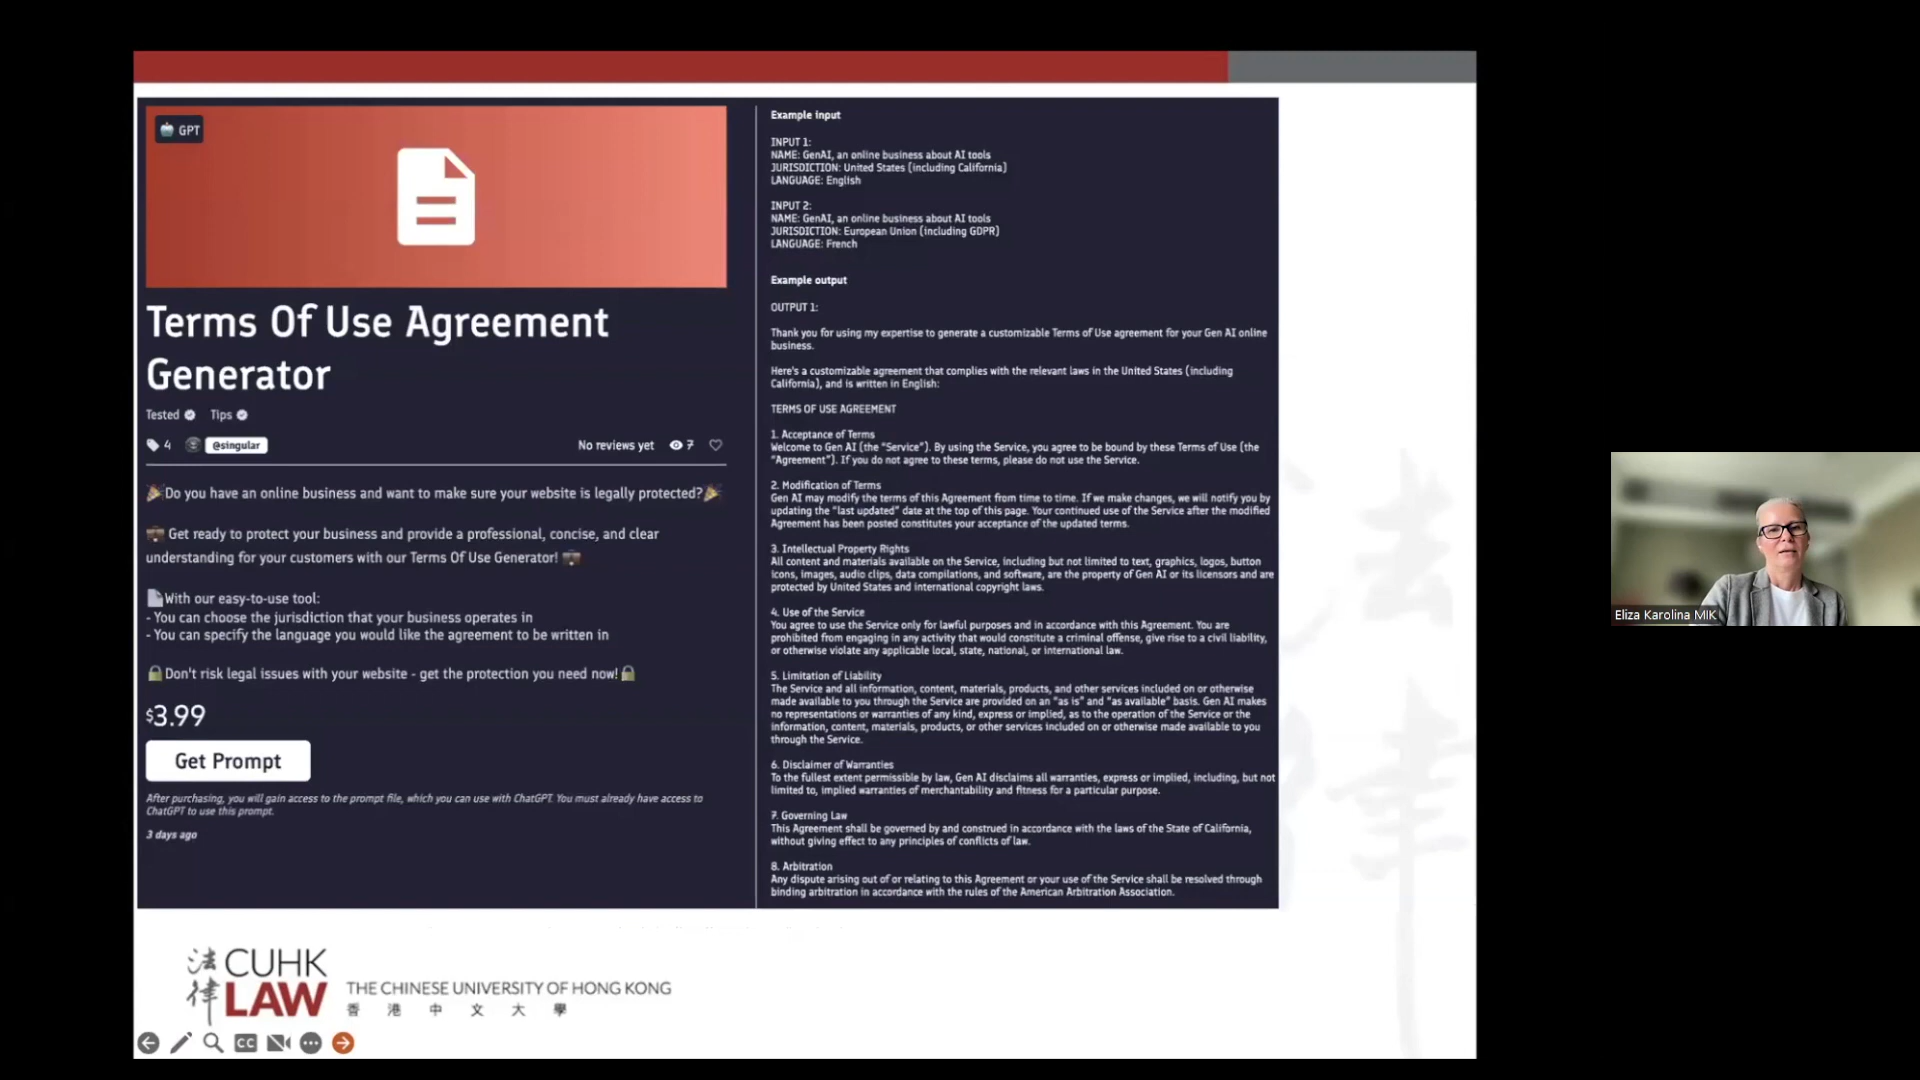 GPT
Terms Of Use Agreement
Generator
Tested
Tips
4
@singular
No reviews yet
7
Do you have an online business and want to make sure your website is legally protected?
Get ready to protect your business and provide a professional, concise, and clear
understanding for your customers with our Terms Of Use Generator!
With our easy-to-use tool:
- You can choose the jurisdiction that your business operates in
- You can specify the language you would like the agreement to be written in
Don't risk legal issues with your website - get the protection you need now!
$3.99
Get Prompt
After purchasing, you will gain access to the prompt file, which you can use with ChatGPT. You must already have access to
ChatGPT to use this prompt.
3 days ago
Example input
INPUT 1:
NAME: GenAI, an online business about AI tools
JURISDICTION: United States (including California)
LANGUAGE: English
INPUT 2:
NAME: GenAI, an online business about AI tools
JURISDICTION: European Union (including GDPR)
LANGUAGE: French
Example output
OUTPUT 1:
Thank you for using my expertise to generate a customizable Terms of Use agreement for your Gen AI online
business.
Here's a customizable agreement that complies with the relevant laws in the United States (including
California), and is written in English:
TERMS OF USE AGREEMENT
1. Acceptance of Terms
Welcome to Gen AI (the "Service"). By using the Service, you agree to be bound by these Terms of Use (the
"Agreement"). If you do not agree to these terms, please do not use the Service.
2. Modification of Terms
Gen AI may modify the terms of this Agreement from time to time. If we make changes, we will notify you by
updating the "last updated" date at the top of this page. Your continued use of the Service after the modified
Agreement has been posted constitutes your acceptance of the updated terms.
3. Intellectual Property Rights
All content and materials available on the Service, including but not limited to text, graphics, logos, button
icons, images, audio clips, data compilations, and software, are the property of Gen AI or its licensors and are
protected by United States and international copyright laws.
4. Use of the Service
You agree to use the Service only for lawful purposes and in accordance with this Agreement. You are
prohibited from engaging in any activity that would constitute a criminal offense, give rise to a civil liability,
or otherwise violate any applicable local, state, national, or international law.
5. Limitation of Liability
The Service and all information, content, materials, products, and other services included on or otherwise
made available to you through the Service are provided on an "as is" and "as available" basis. Gen AI makes
no representations or warranties of any kind, express or implied, as to the operation of the Service or the
information, content, materials, products, or other services included on or otherwise made available to you
through the Service.
6. Disclaimer of Warranties
To the fullest extent permissible by law, Gen AI disclaims all warranties, express or implied, including, but not
limited to, implied warranties of merchantability and fitness for a particular purpose.
7. Governing Law
This Agreement shall be governed by and construed in accordance with the laws of the State of California,
without giving effect to any principles of conflicts of law.
8. Arbitration
Any dispute arising out of or relating to this Agreement or your use of the Service shall be resolved through
binding arbitration in accordance with the rules of the American Arbitration Association.
法律
CUHK
LAW
THE CHINESE UNIVERSITY OF HONG KONG
香港中文大學
CC
法律
Eliza Karolina MIK